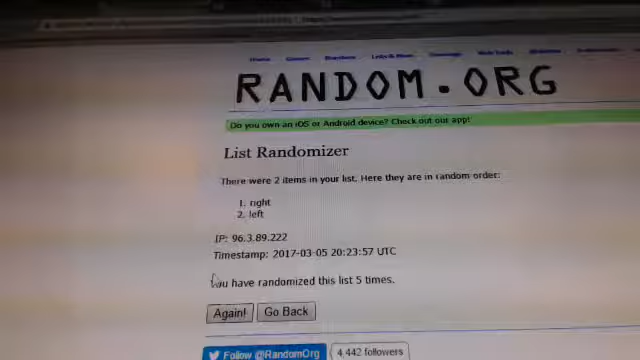 Home
RANDOM.ORG
Do you own an iOS or Android device? Check out our app!
List Randomizer
There were 2 items in your list. Here they are in random order:
1. right
2. left
IP: 96.3.89.222
Timestamp: 2017-03-05 20:23:57 UTC
You have randomized this list 5 times.
Again! Go Back
Follow @RandomOrg 4,442 followers